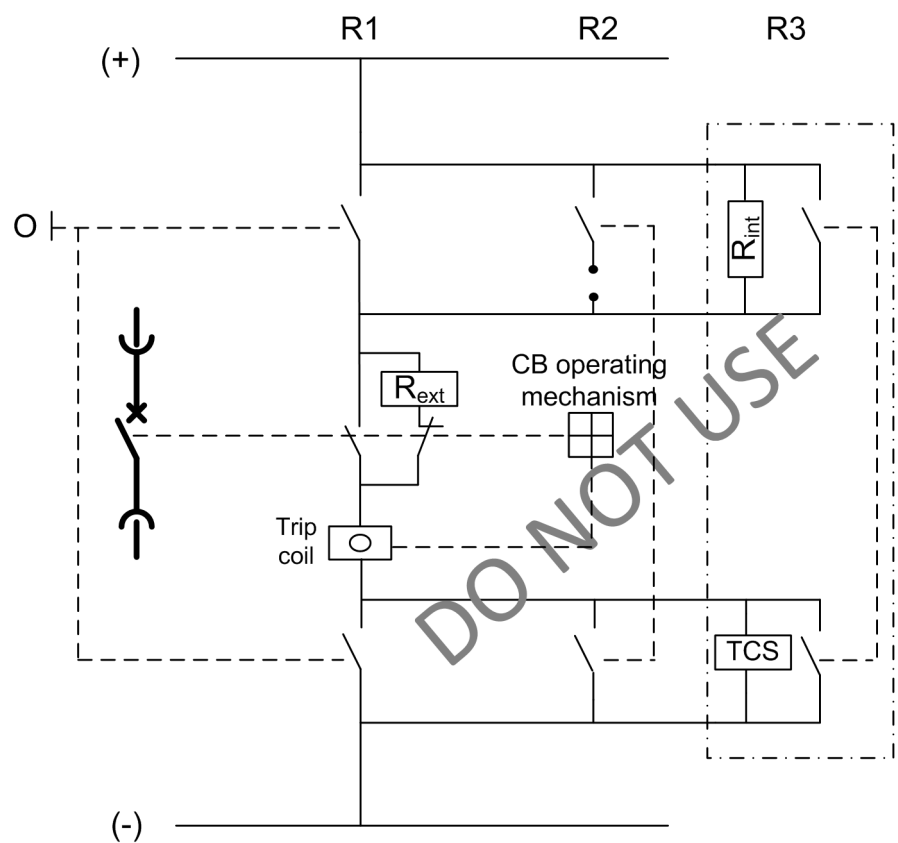 R1 R2 R3
(+)
O
Rint
CB operating
mechanism
Rext
Trip
coil
DO NOT USE
TCS
(-)